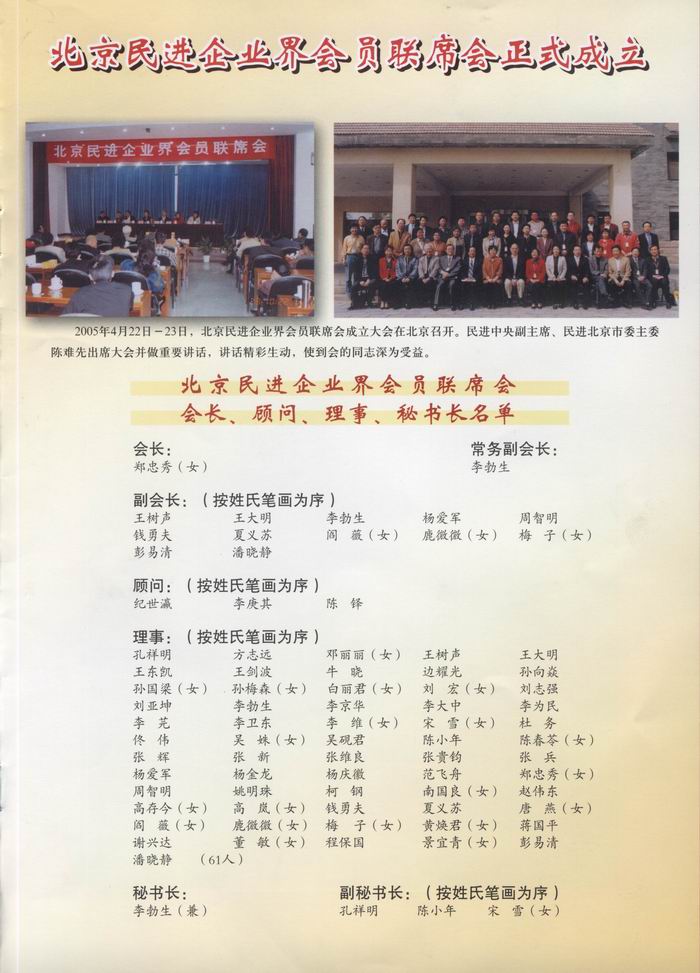 北京民进企业界会员联席会正式成立
北京民进企业界会员联席会
2005年4月22日－23日，北京民进企业界会员联席会成立大会在北京召开。民进中央副主席、民进北京市委主委
陈难先出席大会并做重要讲话，讲话精彩生动，使到会的同志深为受益。
北京民进企业界会员联席会
会长、顾问、理事、秘书长名单
会长： 常务副会长：
郑忠秀（女） 李勃生
副会长：（按姓氏笔画为序）
王树声 王大明 李勃生 杨爱军 周智明
钱勇夫 夏义苏 阎 薇（女） 鹿微微（女） 梅 子（女）
彭易清 潘晓静
顾问：（按姓氏笔画为序）
纪世瀛 李庚其 陈 铎
理事：（按姓氏笔画为序）
孔祥明 方志远 邓丽丽（女） 王树声 王大明
王东凯 王剑波 牛 晓 边耀光 孙向焱
孙国梁（女） 孙梅森（女） 白丽君（女） 刘 宏（女） 刘志强
刘亚坤 李勃生 李京华 李大中 李为民
李 芫 李卫东 李 维（女） 宋 雪（女） 杜 务
佟 伟 吴 姝（女） 吴砚君 陈小年 陈春苓（女）
张 辉 张 新 张维良 张贵钧 张 兵
杨爱军 杨金龙 杨庆徽 范飞舟 郑忠秀（女）
周智明 姚明珠 柯 钢 南国良（女） 赵伟东
高存今（女） 高 岚（女） 钱勇夫 夏义苏 唐 燕（女）
阎 薇（女） 鹿微微（女） 梅 子（女） 黄焕君（女） 蒋国平
谢兴达 董 敏（女） 程保国 景宜青（女） 彭易清
潘晓静 （61人）
秘书长： 副秘书长：（按姓氏笔画为序）
李勃生（兼） 孔祥明 陈小年 宋 雪（女）